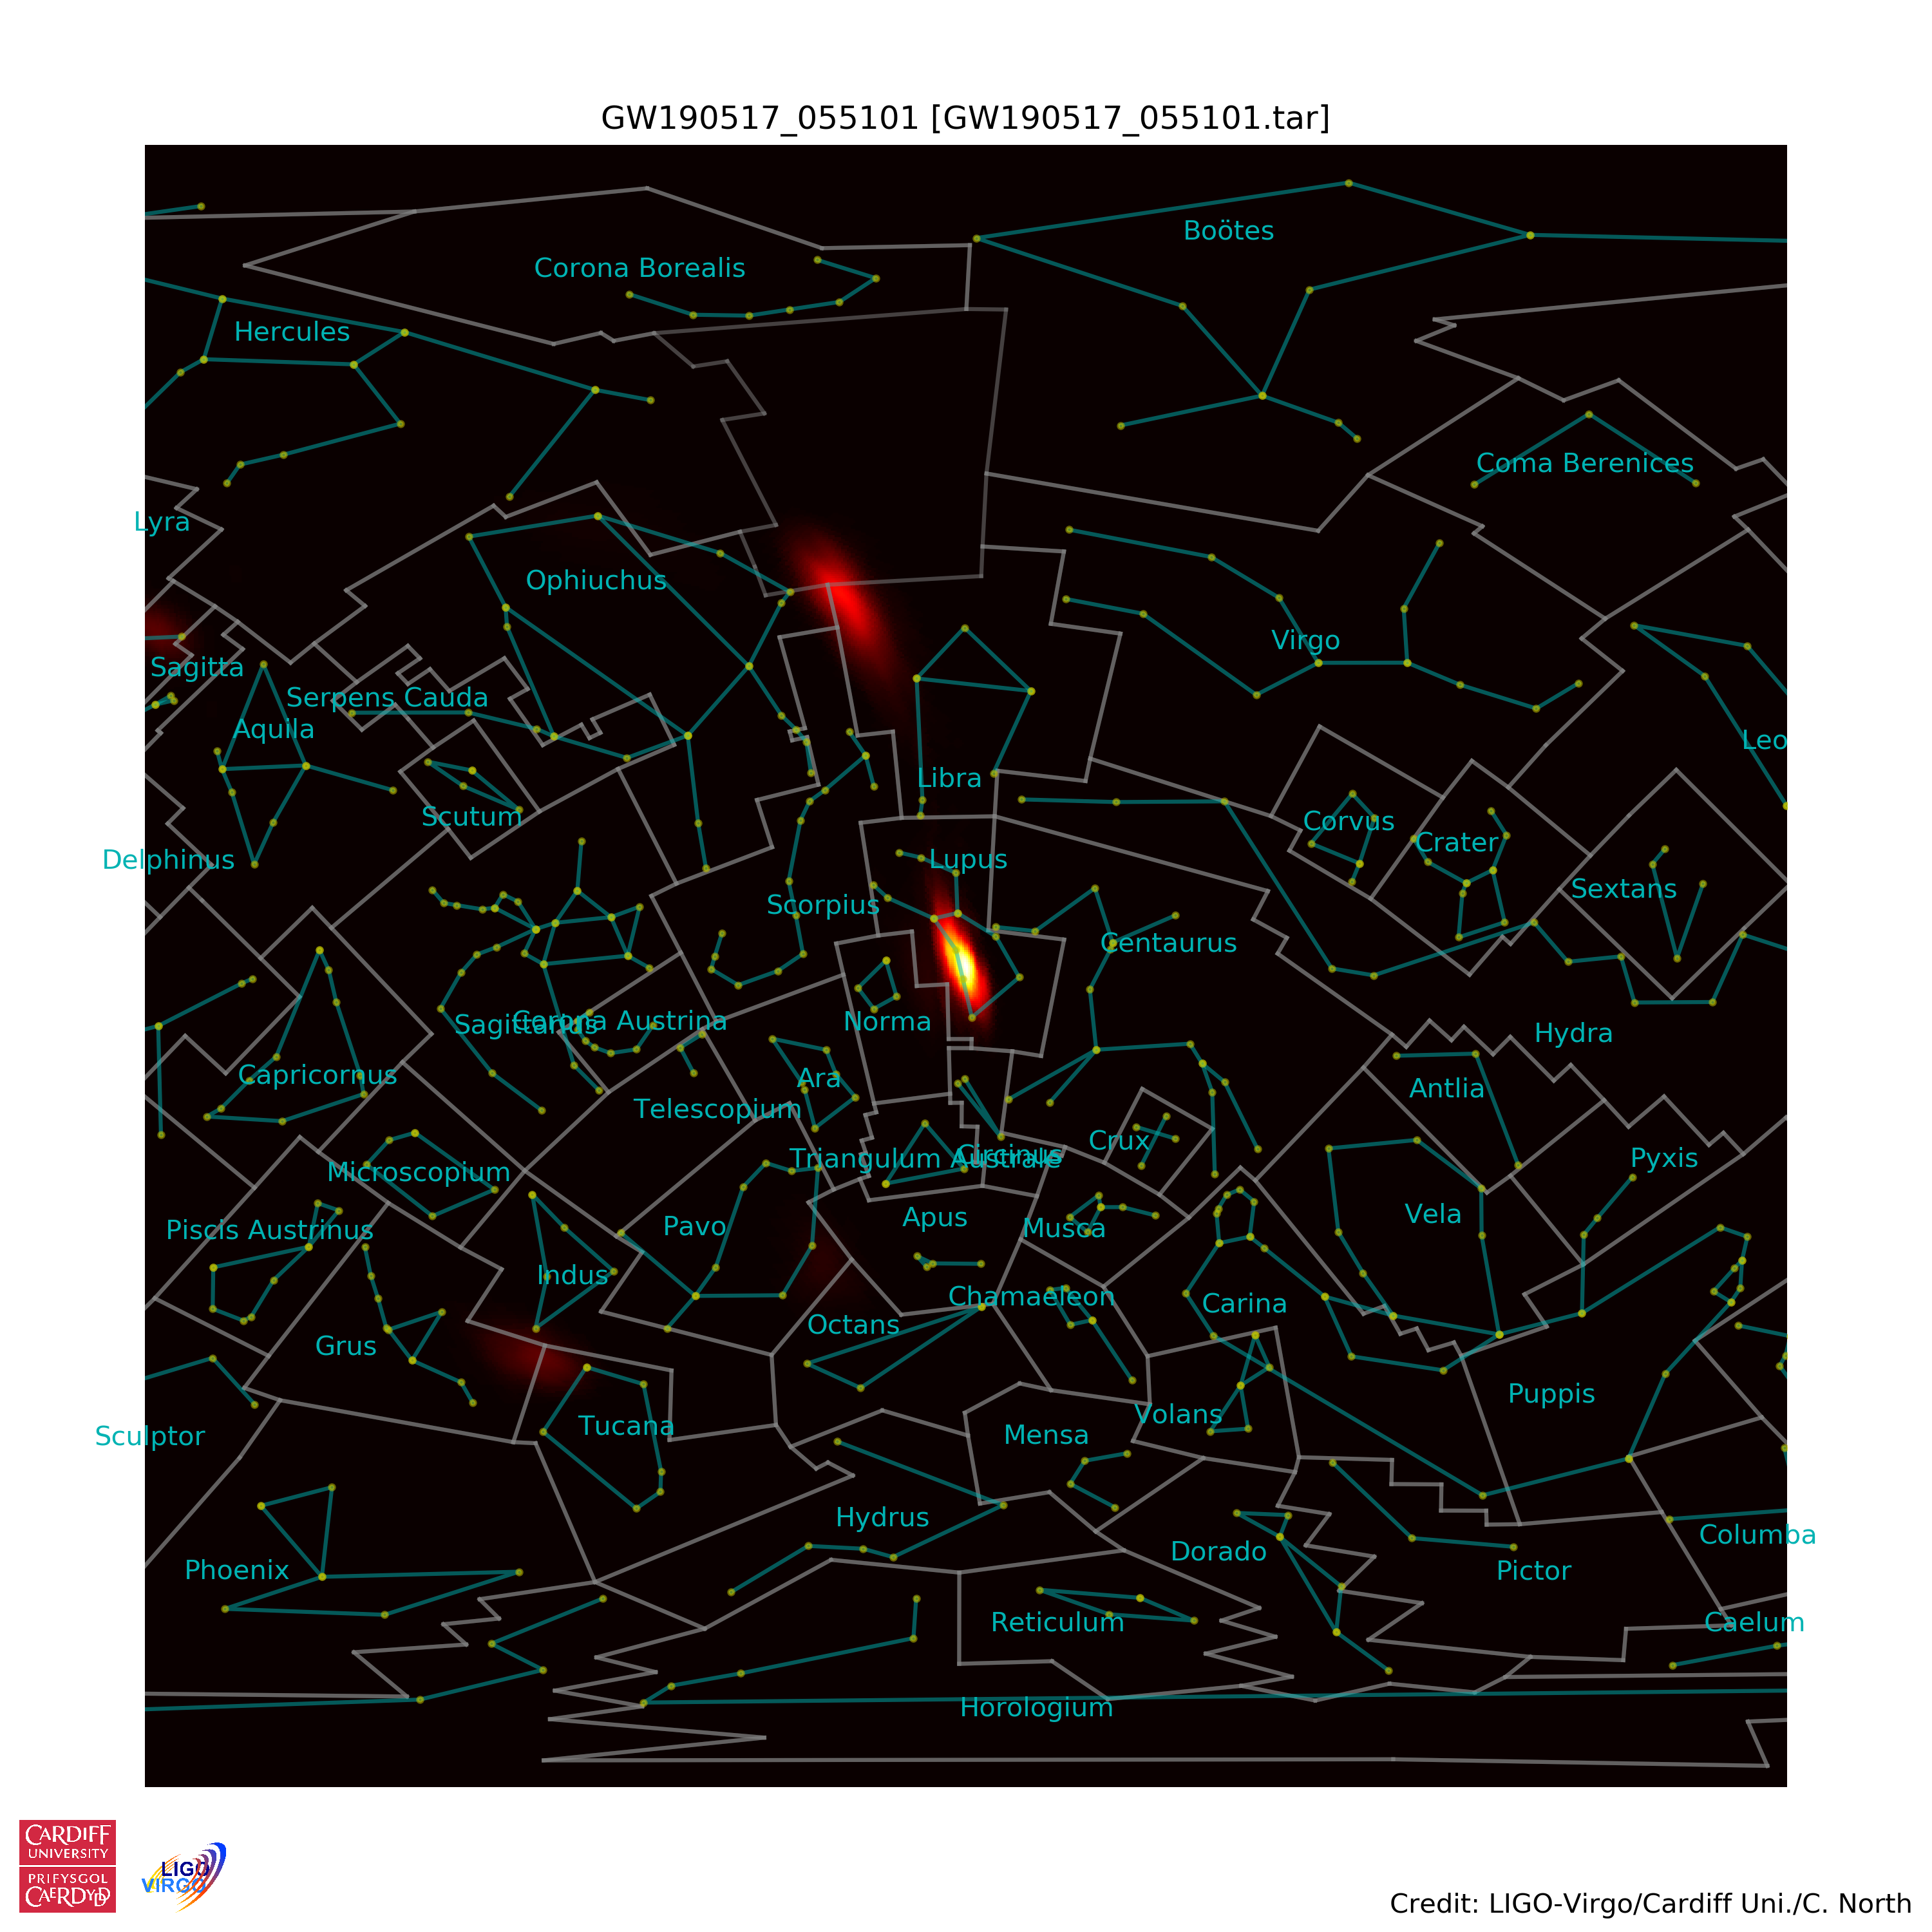 GW190517_055101 [GW190517_055101.tar]
Boötes
Corona Borealis
Hercules
Coma Berenices
Lyra
Ophiuchus
Virgo
Sagitta
Serpens Cauda
Aquila
Leo
Libra
Scutum
Corvus
Crater
Delphinus
Lupus
Sextans
Scorpius
Centaurus
Norma
Sagittarius
Corona Austrina
Hydra
Capricornus
Ara
Antlia
Telescopium
Crux
Triangulum Australe
Circinus
Pyxis
Microscopium
Vela
Apus
Piscis Austrinus
Pavo
Musca
Indus
Chamaeleon
Carina
Octans
Grus
Puppis
Volans
Tucana
Mensa
Sculptor
Hydrus
Columba
Dorado
Phoenix
Pictor
Reticulum
Caelum
Horologium
CARDIFF
UNIVERSITY
PRIFYSGOL
CAERDYDD
LIGO
VIRGO
Credit: LIGO-Virgo/Cardiff Uni./C. North